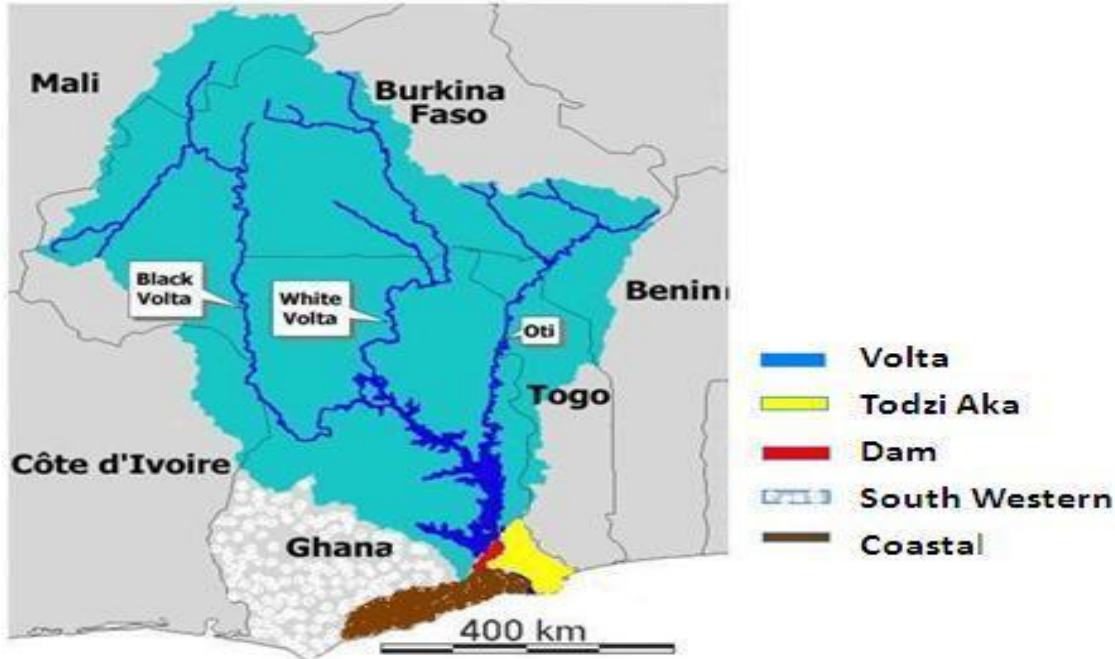 Mali
Burkina
Faso
Black
Volta
White
Volta
Oti
Benin
Togo
Côte d'Ivoire
Ghana
400 km
Volta
Todzi Aka
Dam
South Western
Coastal